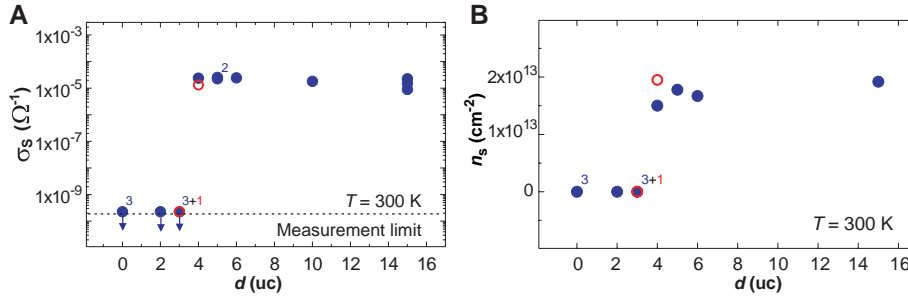 A
1x10⁻³
1x10⁻⁵
1x10⁻⁷
1x10⁻⁹
σs (Ω⁻¹)
2
3
3+1
T = 300 K
Measurement limit
0 2 4 6 8 10 12 14 16
d (uc)
B
2x10¹³
1x10¹³
0
ns (cm⁻²)
3
3+1
T = 300 K
0 2 4 6 8 10 12 14 16
d (uc)